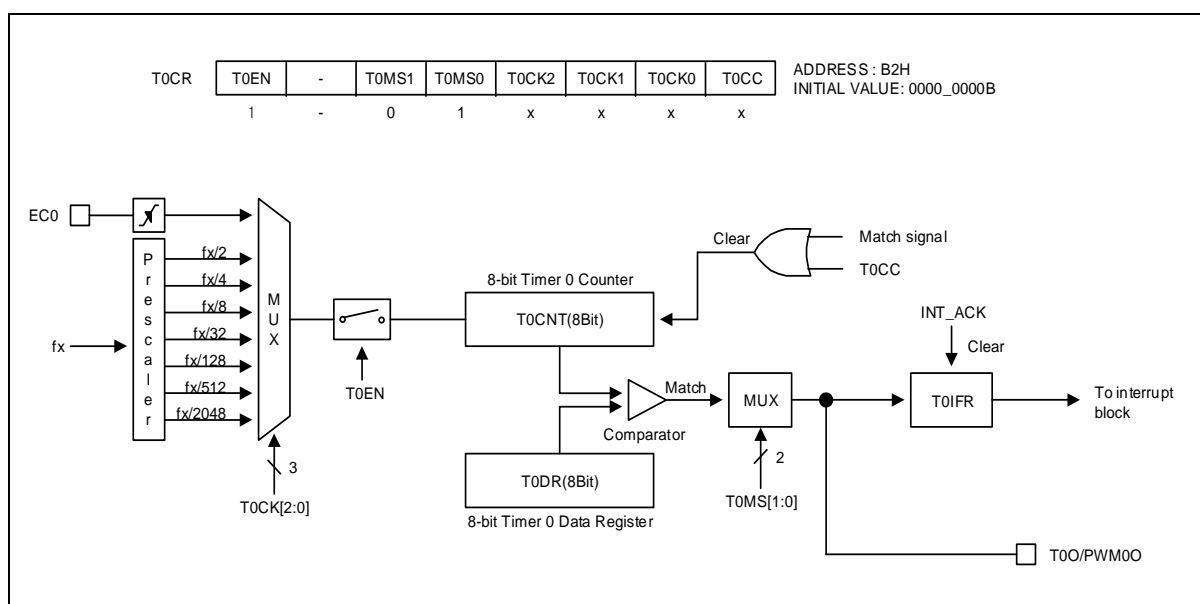 T0CR T0EN - T0MS1 T0MS0 T0CK2 T0CK1 T0CK0 T0CC
ADDRESS : B2H
INITIAL VALUE: 0000_0000B
1 - 0 1 x x x x
EC0
Prescaler
fx/2
fx/4
fx/8
fx/32
fx/128
fx/512
fx/2048
fx
MUX
3
T0CK[2:0]
T0EN
Clear
Match signal
T0CC
8-bit Timer 0 Counter
T0CNT(8Bit)
Comparator
Match
T0DR(8Bit)
8-bit Timer 0 Data Register
MUX
2
T0MS[1:0]
INT_ACK
Clear
T0IFR
To interrupt
block
T0O/PWM0O